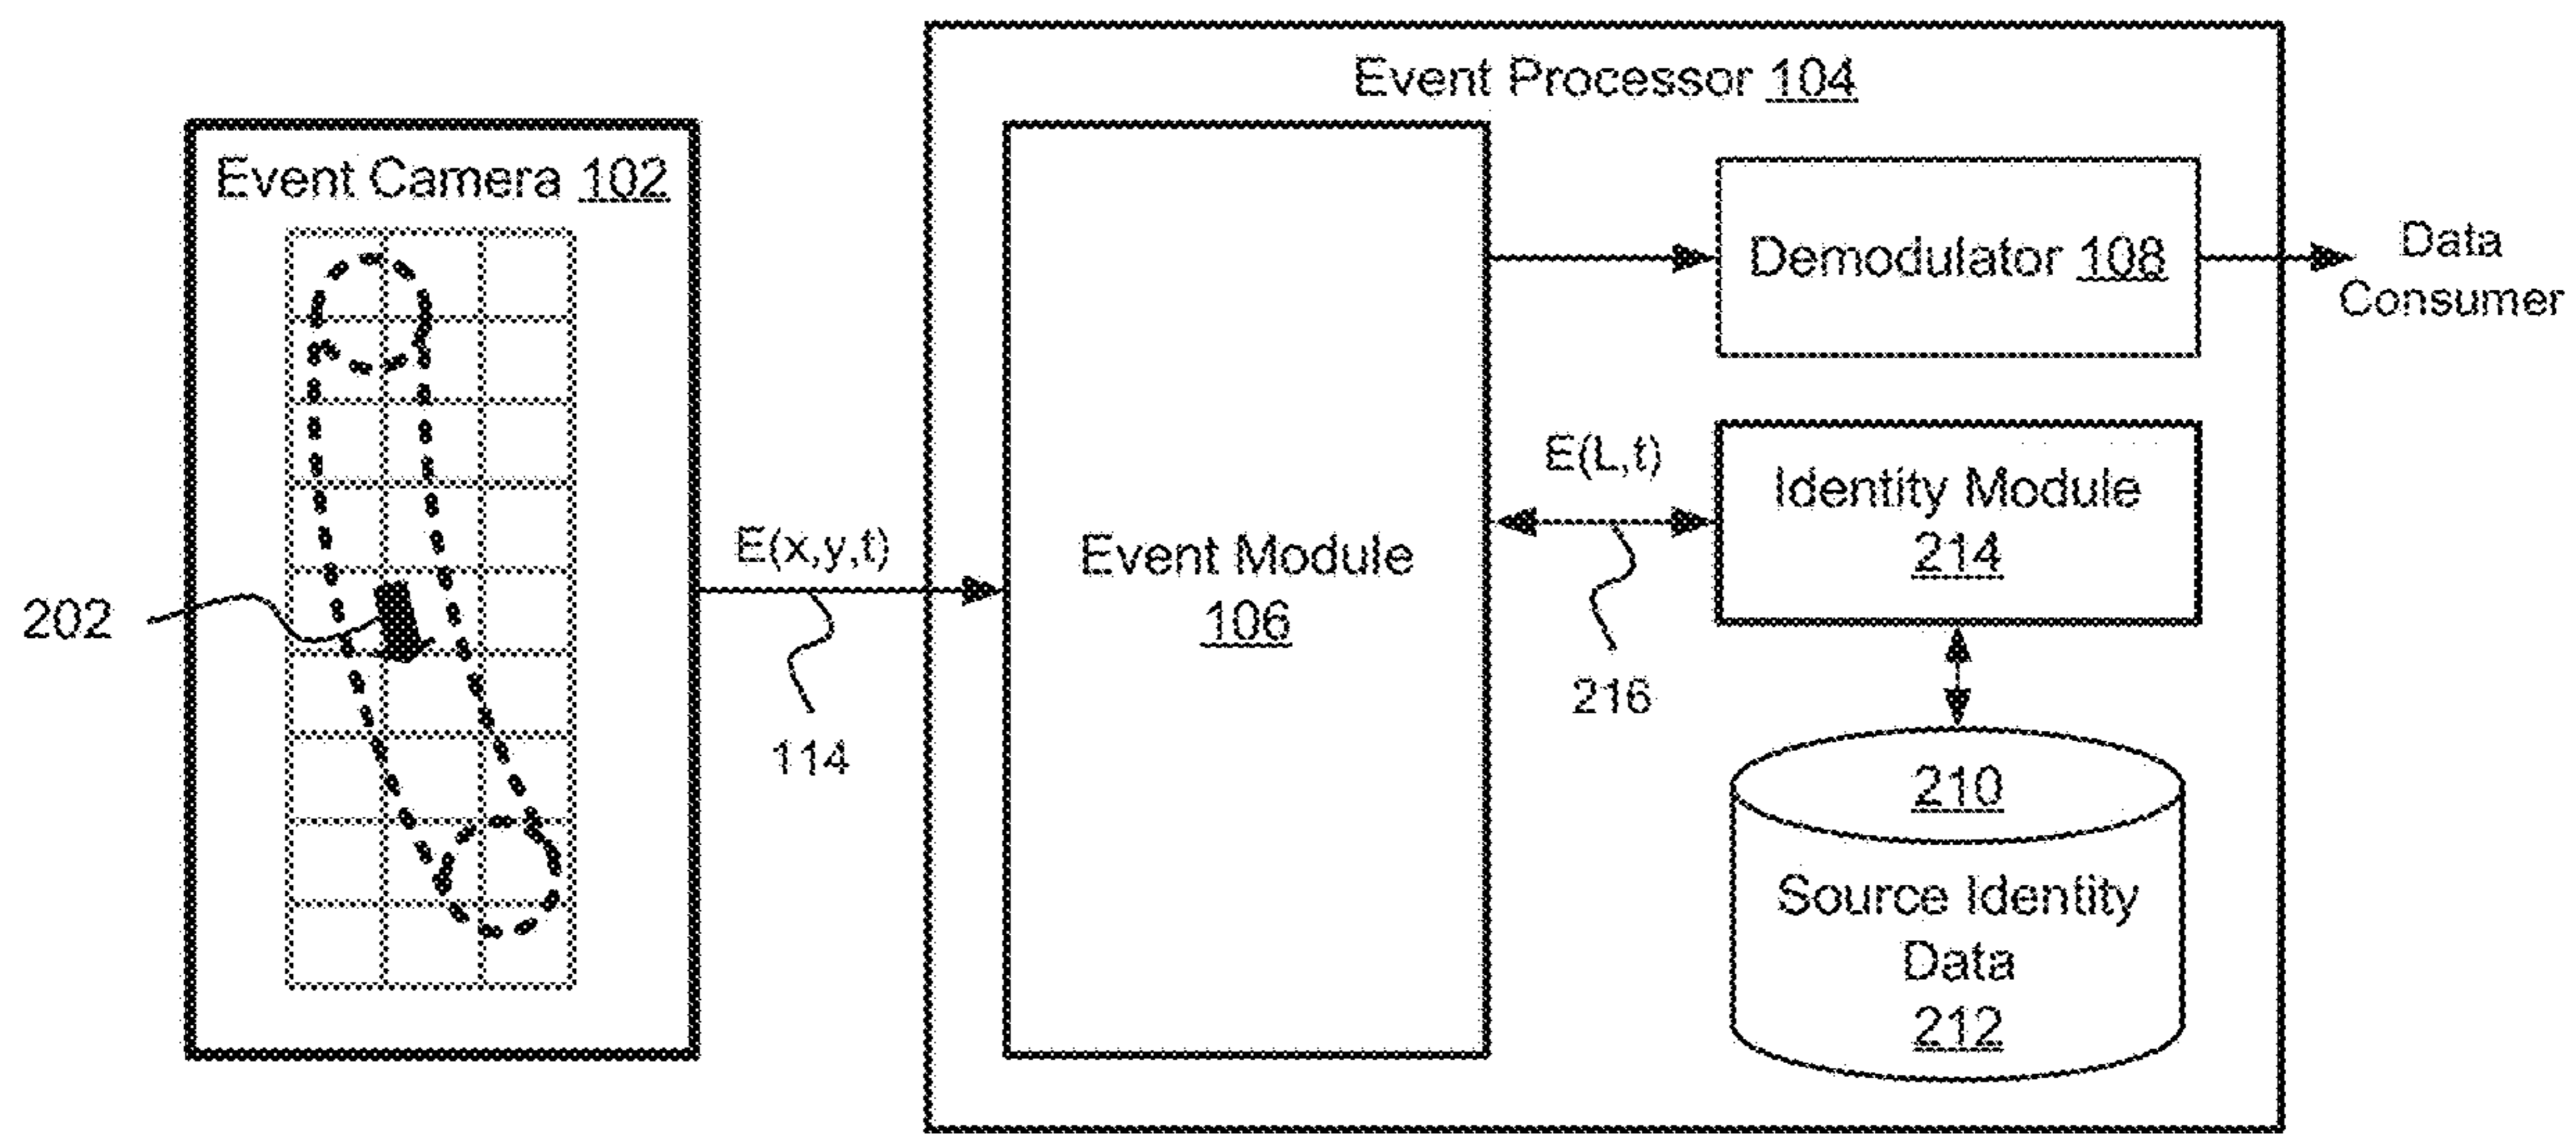 Event Processor 104
Event Camera 102
Demodulator 108
Data
Consumer
E(L,t)
Identity Module
214
E(x,y,t)
Event Module
106
202
216
114
210
Source Identity
Data
212